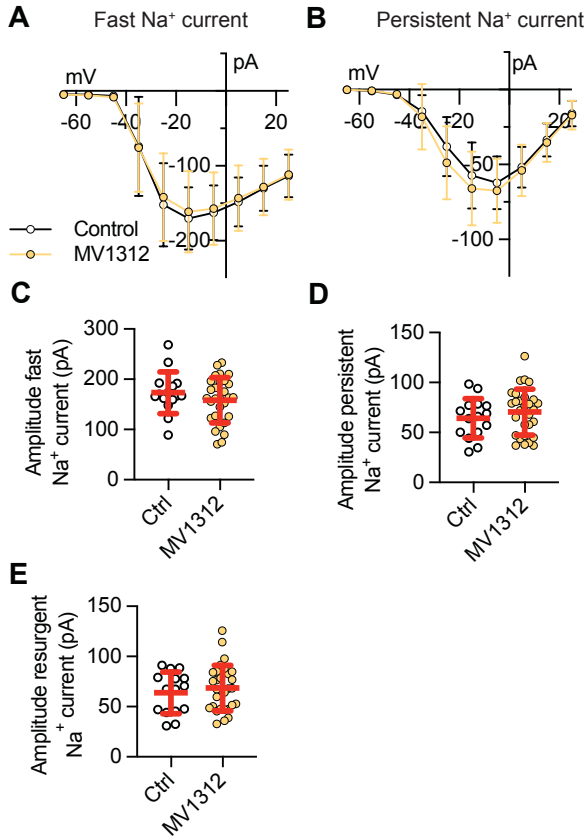 A
Fast Na⁺ current
mV
pA
-60
-40
-20
0
20
-100
-200
Control
MV1312
B
Persistent Na⁺ current
mV
pA
-60
-40
-20
0
20
-50
-100
C
300
200
100
0
Amplitude fast
Na⁺ current (pA)
Ctrl
MV1312
D
150
100
50
0
Amplitude persistent
Na⁺ current (pA)
Ctrl
MV1312
E
150
100
50
0
Amplitude resurgent
Na⁺ current (pA)
Ctrl
MV1312